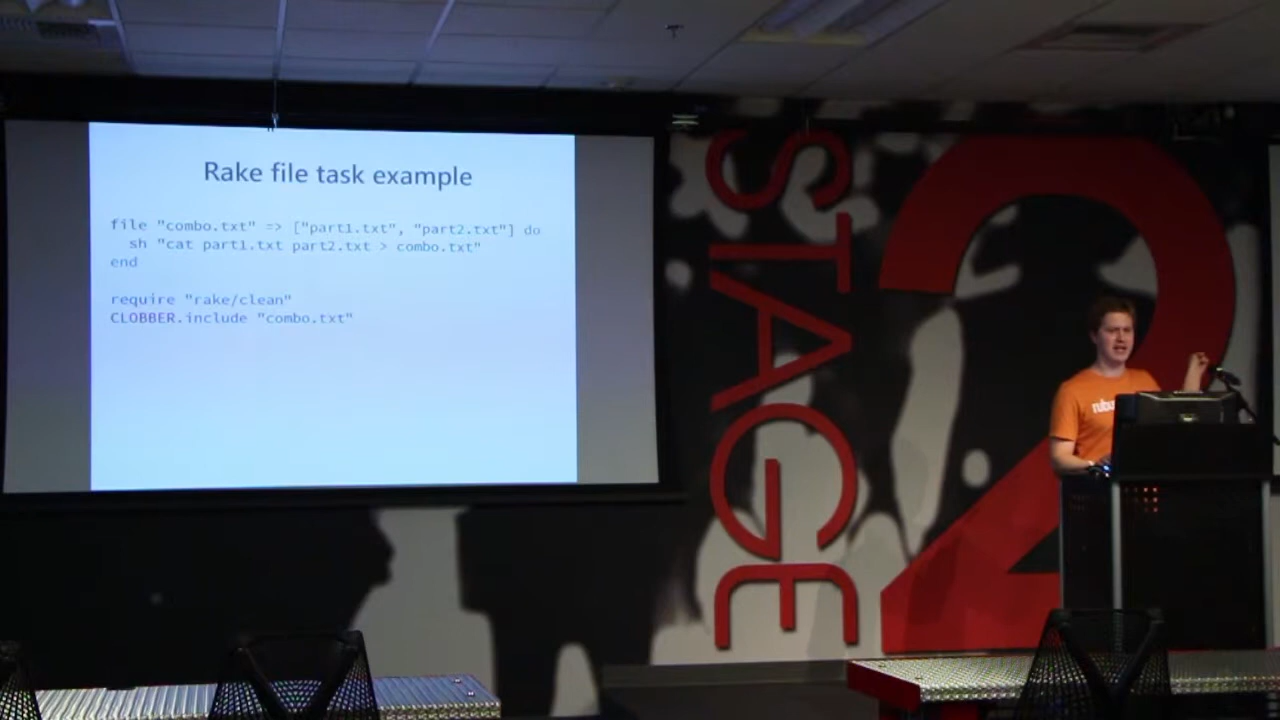 Rake file task example
file "combo.txt" => ["part1.txt", "part2.txt"] do
sh "cat part1.txt part2.txt > combo.txt"
end
require "rake/clean"
CLOBBER.include "combo.txt"
STAGE
2